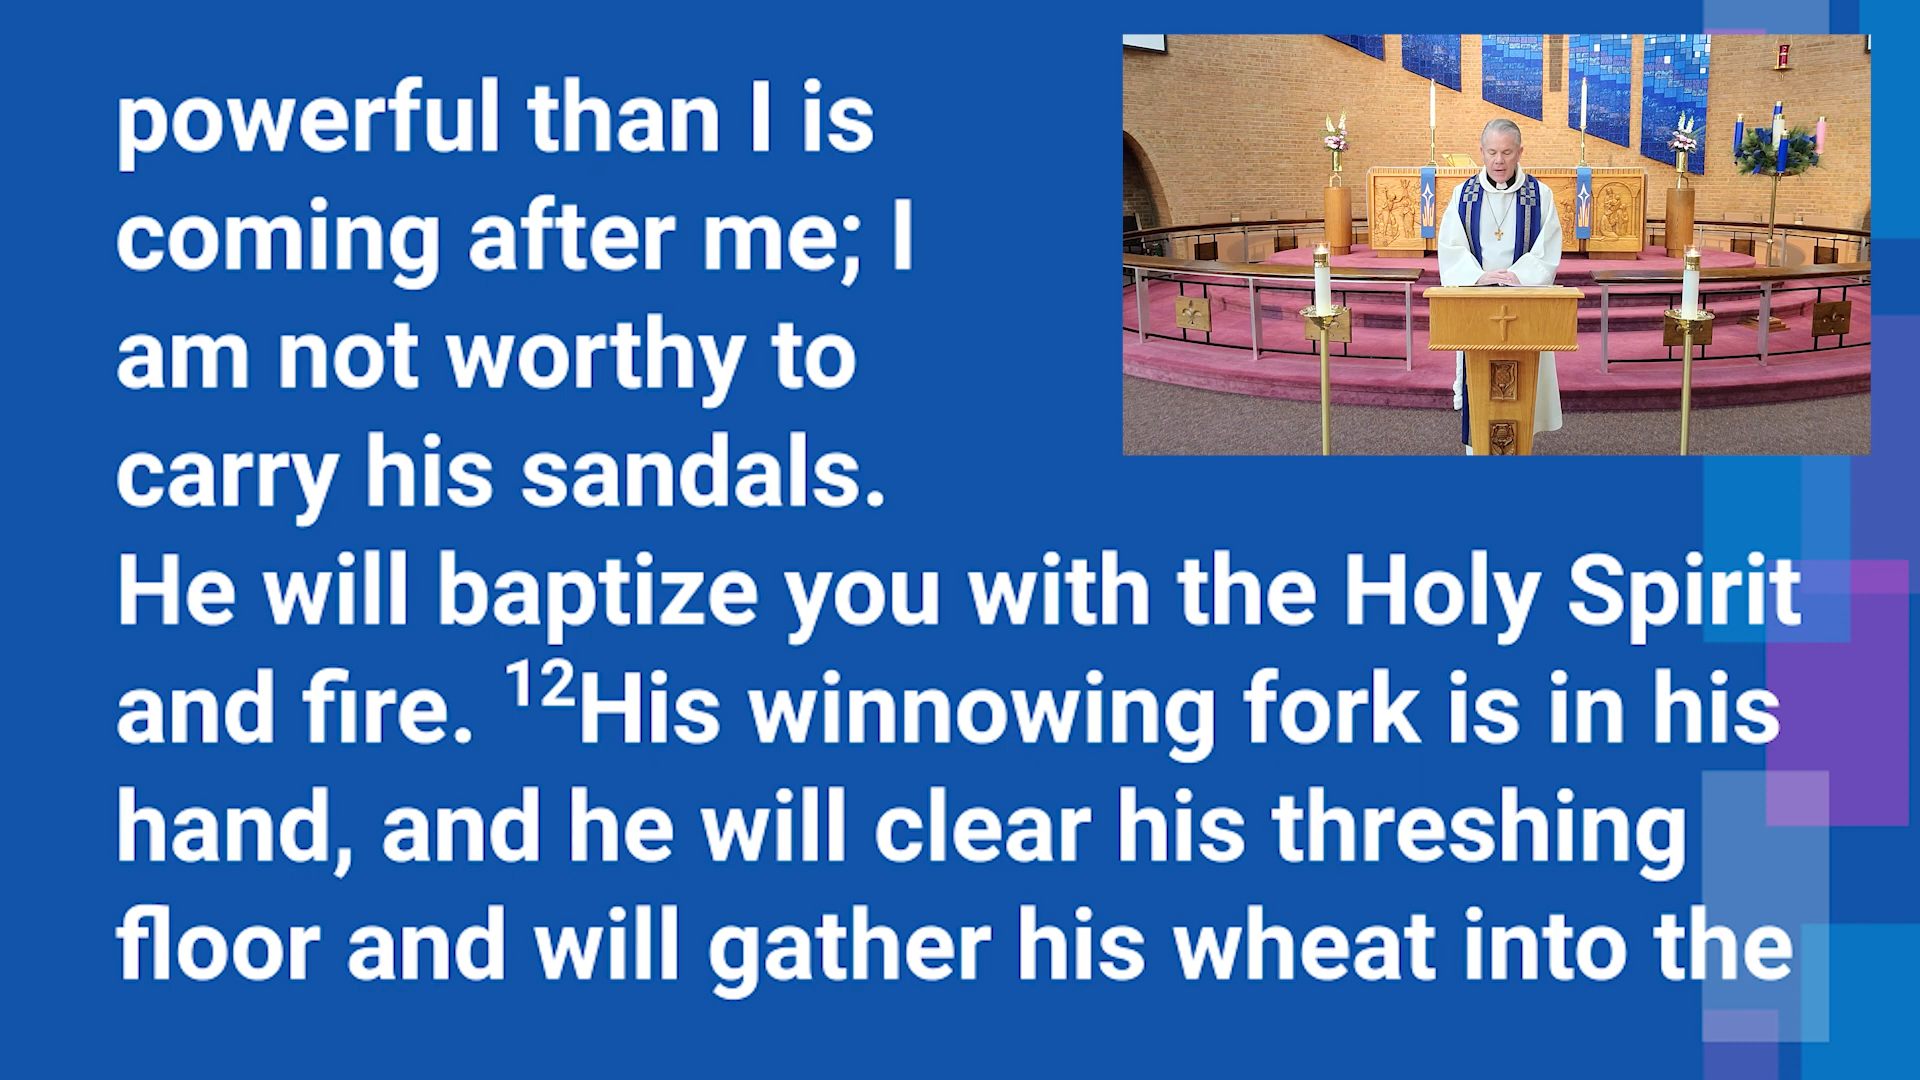 powerful than I is
coming after me; I
am not worthy to
carry his sandals.
He will baptize you with the Holy Spirit
and fire. ¹²His winnowing fork is in his
hand, and he will clear his threshing
floor and will gather his wheat into the